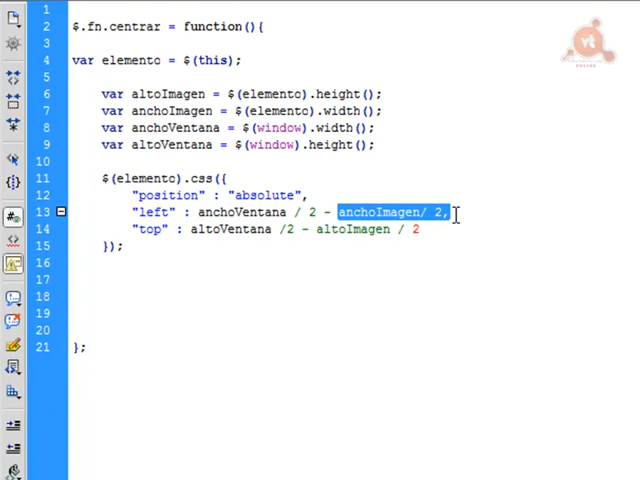 1
2 $.fn.centrar = function(){
3
4 var elemento = $(this);
5
6 var altoImagen = $(elemento).height();
7 var anchoImagen = $(elemento).width();
8 var anchoVentana = $(window).width();
9 var altoVentana = $(window).height();
10
11 $(elemento).css({
12 "position" : "absolute",
13 "left" : anchoVentana / 2 - anchoImagen/ 2,
14 "top" : altoVentana /2 - altoImagen / 2
15 });
16
17
18
19
20
21 };
vt